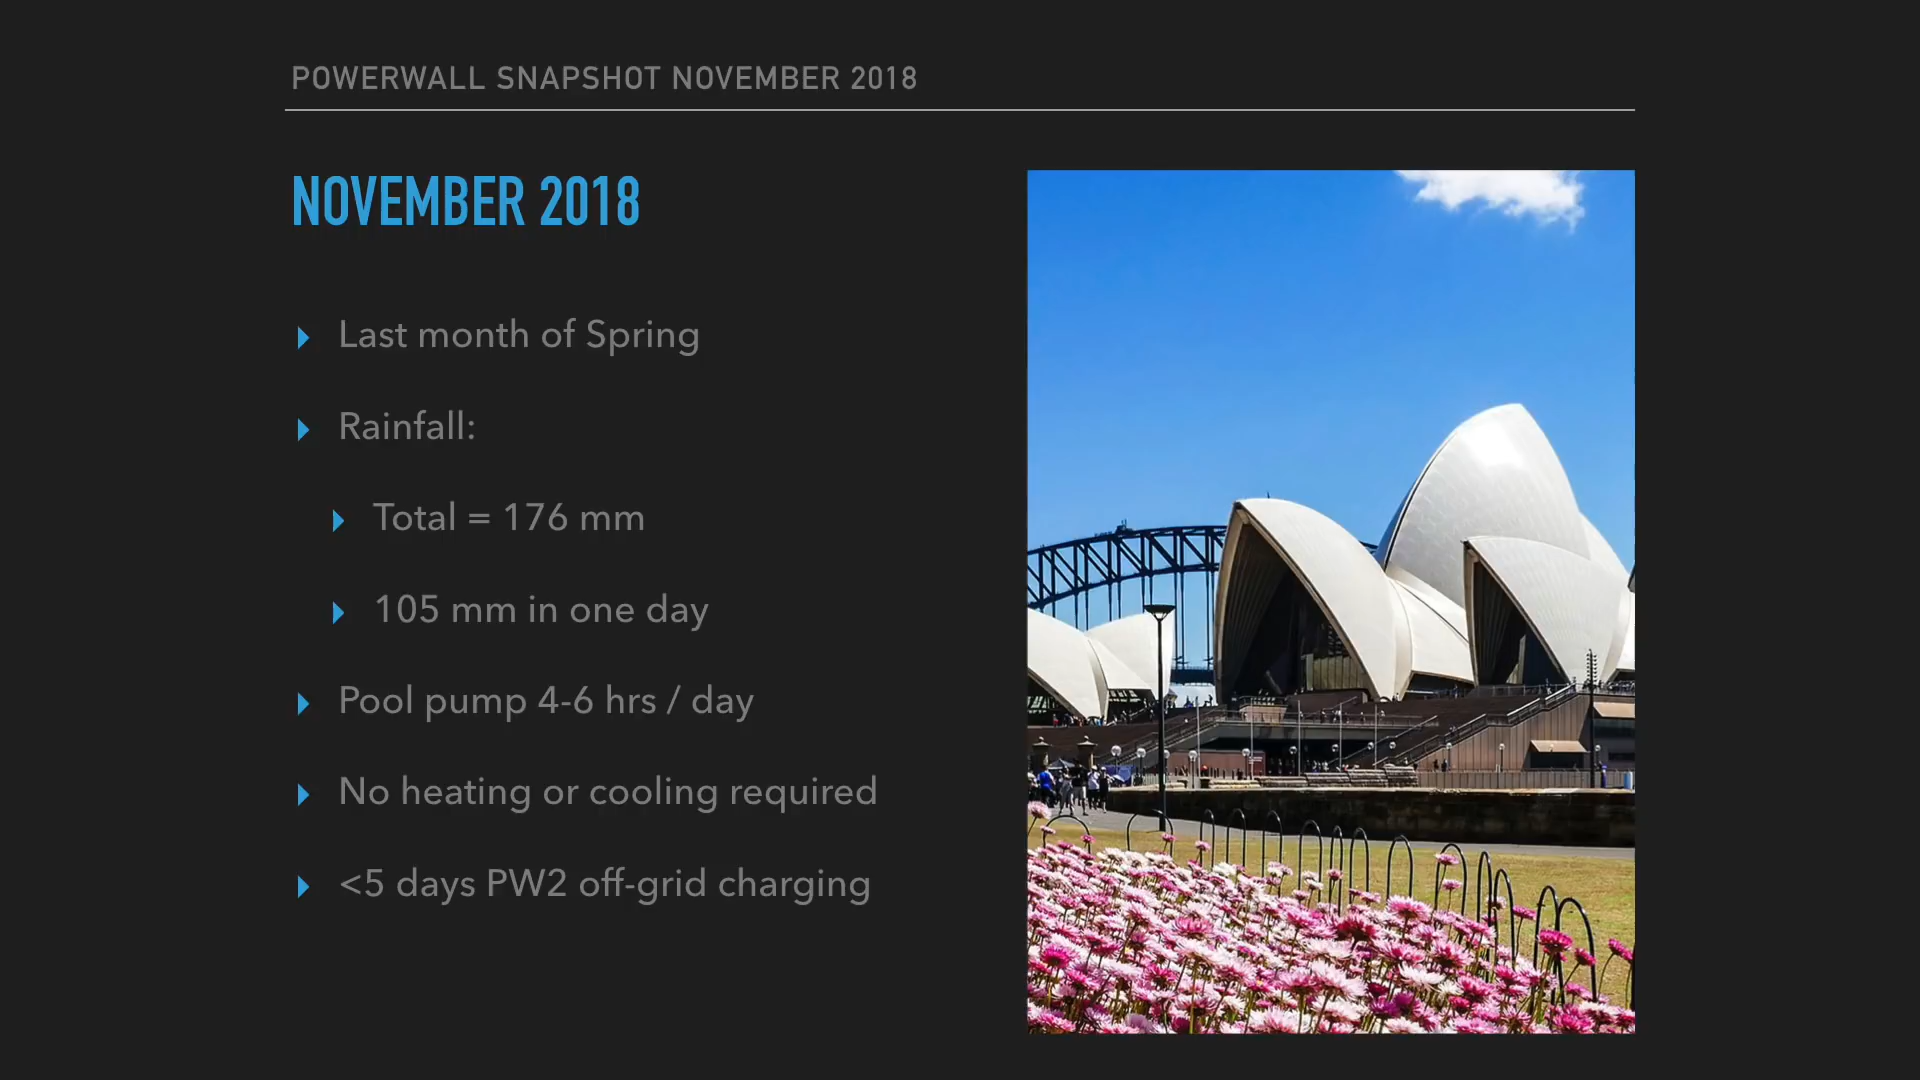 POWERWALL SNAPSHOT NOVEMBER 2018
NOVEMBER 2018
Last month of Spring
Rainfall:
Total = 176 mm
105 mm in one day
Pool pump 4-6 hrs / day
No heating or cooling required
<5 days PW2 off-grid charging